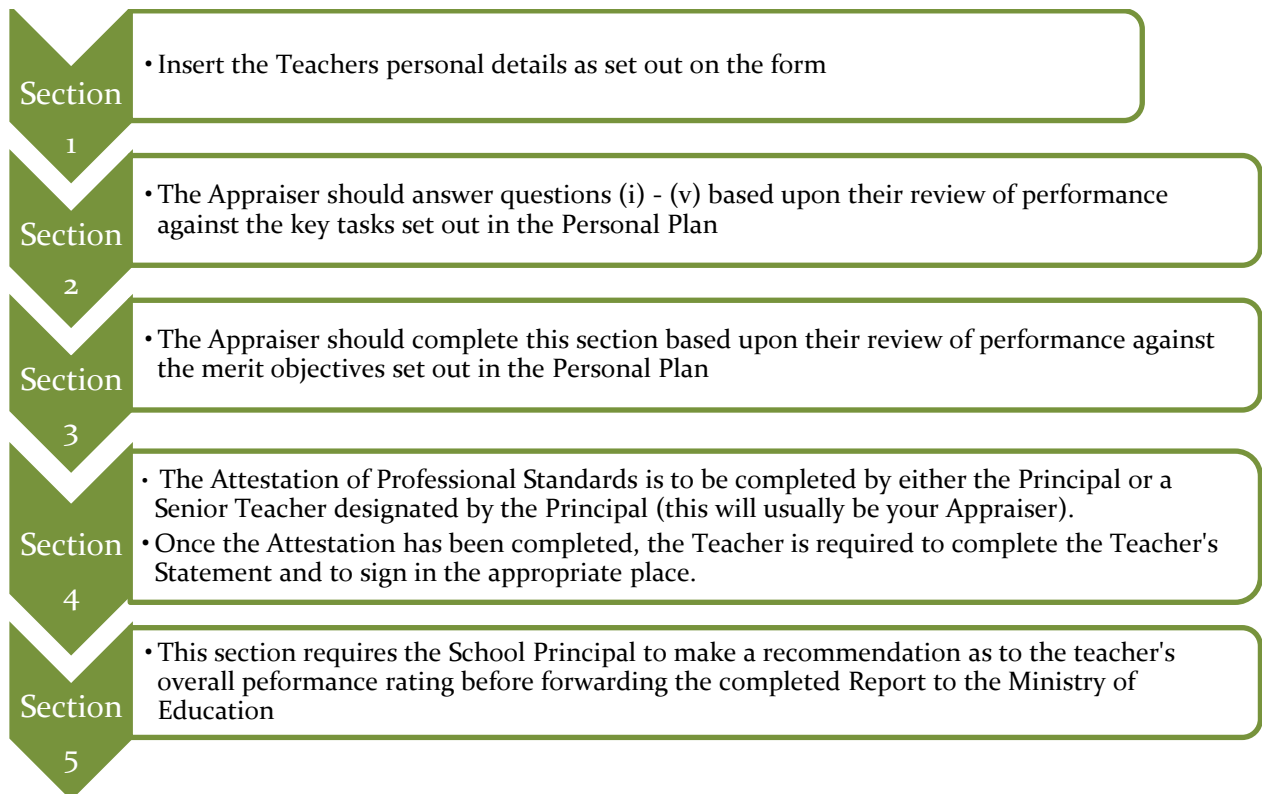 Section
1
• Insert the Teachers personal details as set out on the form
Section
2
• The Appraiser should answer questions (i) - (v) based upon their review of performance
against the key tasks set out in the Personal Plan
Section
3
• The Appraiser should complete this section based upon their review of performance against
the merit objectives set out in the Personal Plan
Section
4
• The Attestation of Professional Standards is to be completed by either the Principal or a
Senior Teacher designated by the Principal (this will usually be your Appraiser).
• Once the Attestation has been completed, the Teacher is required to complete the Teacher's
Statement and to sign in the appropriate place.
Section
5
• This section requires the School Principal to make a recommendation as to the teacher's
overall peformance rating before forwarding the completed Report to the Ministry of
Education